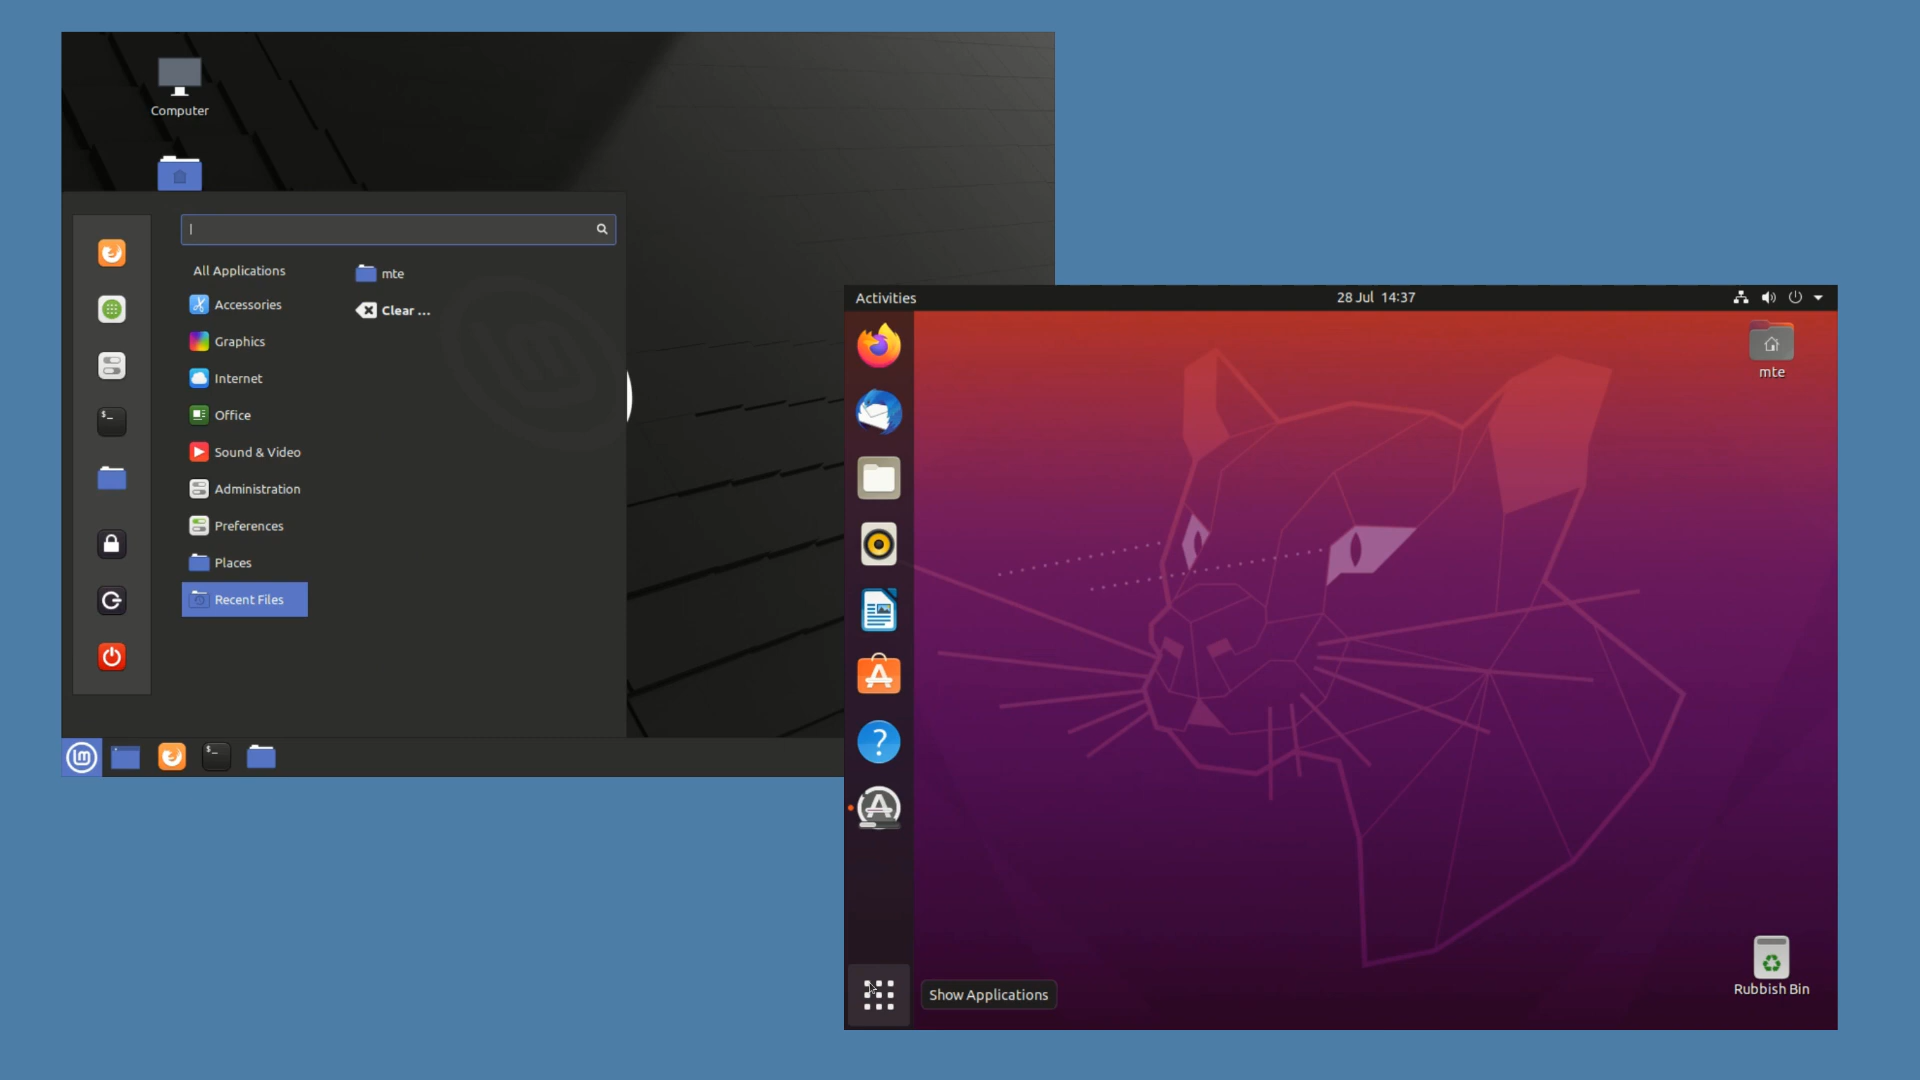 Computer
All Applications
Accessories
Graphics
Internet
Office
Sound & Video
Administration
Preferences
Places
Recent Files
mte
Clear ...
$_
$_
Activities
28 Jul 14:37
mte
?
Show Applications
Rubbish Bin